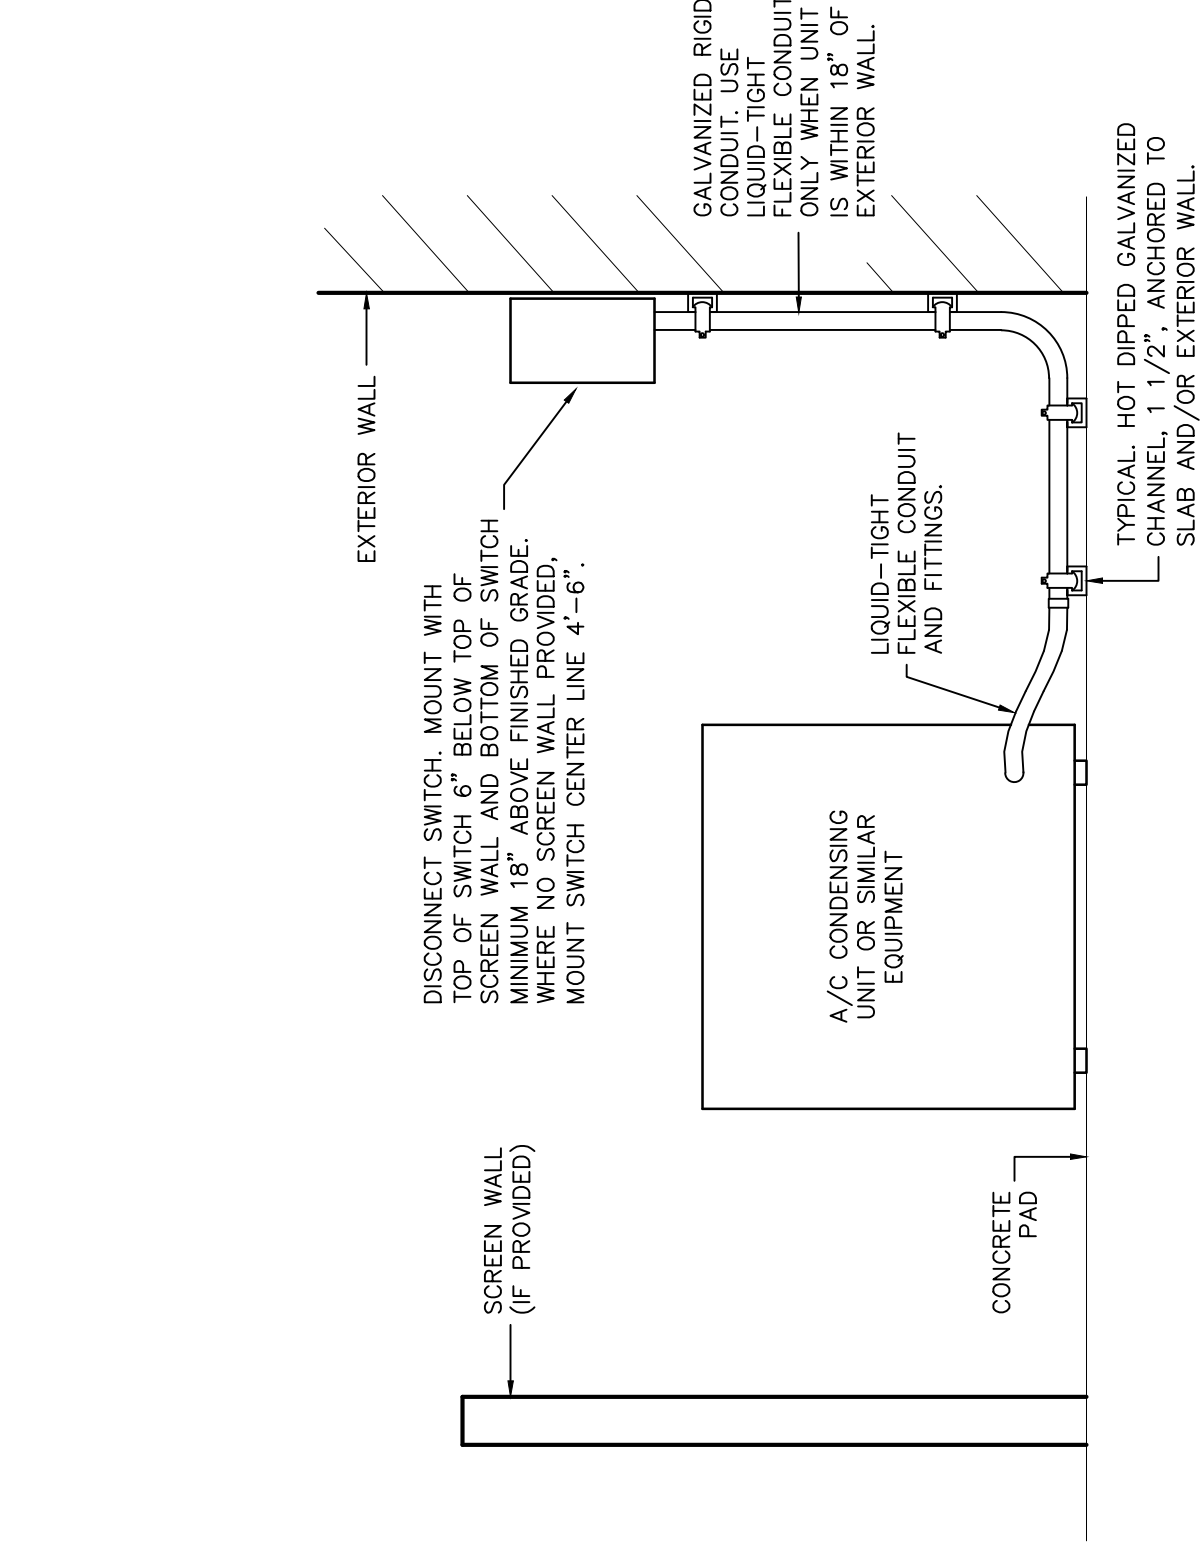 SCREEN WALL
(IF PROVIDED)
DISCONNECT SWITCH. MOUNT WITH
TOP OF SWITCH 6" BELOW TOP OF
SCREEN WALL AND BOTTOM OF SWITCH
MINIMUM 18" ABOVE FINISHED GRADE.
WHERE NO SCREEN WALL PROVIDED,
MOUNT SWITCH CENTER LINE 4'-6".
EXTERIOR WALL
GALVANIZED RIGID
CONDUIT. USE
LIQUID-TIGHT
FLEXIBLE CONDUIT
ONLY WHEN UNIT
IS WITHIN 18" OF
EXTERIOR WALL.
A/C CONDENSING
UNIT OR SIMILAR
EQUIPMENT
LIQUID-TIGHT
FLEXIBLE CONDUIT
AND FITTINGS.
CONCRETE
PAD
TYPICAL. HOT DIPPED GALVANIZED
CHANNEL, 1 1/2", ANCHORED TO
SLAB AND/OR EXTERIOR WALL.